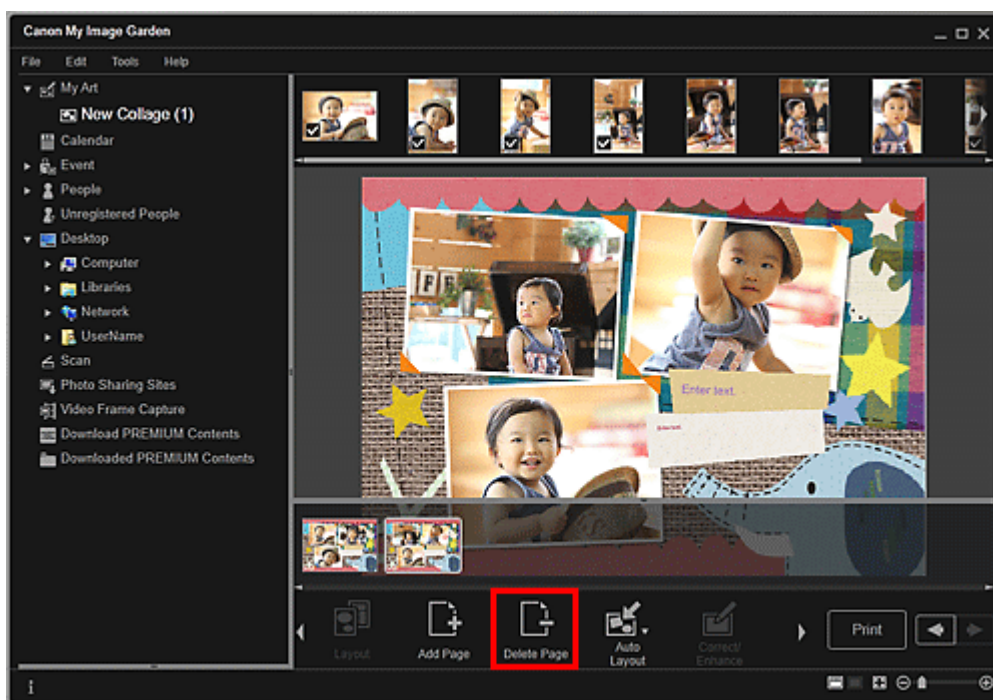 Canon My Image Garden
File Edit Tools Help
My Art
New Collage (1)
Calendar
Event
People
Unregistered People
Desktop
Computer
Libraries
Network
UserName
Scan
Photo Sharing Sites
Video Frame Capture
Download PREMIUM Contents
Downloaded PREMIUM Contents
Enter text.
Layout
Add Page
Delete Page
Auto
Layout
Correct/
Enhance
Print